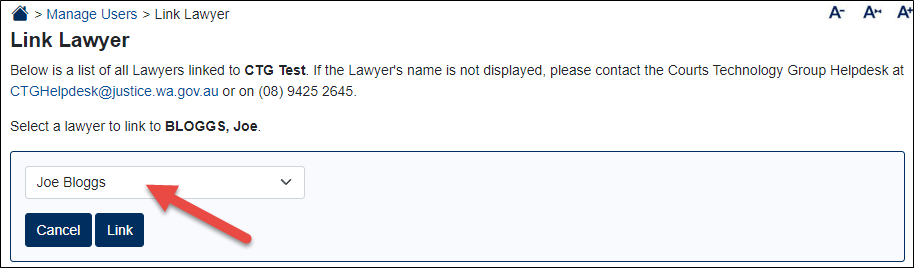 > Manage Users > Link Lawyer
A- A↔ A+
Link Lawyer
Below is a list of all Lawyers linked to CTG Test. If the Lawyer's name is not displayed, please contact the Courts Technology Group Helpdesk at
CTGHelpdesk@justice.wa.gov.au or on (08) 9425 2645.
Select a lawyer to link to BLOGGS, Joe.
Joe Bloggs
Cancel Link